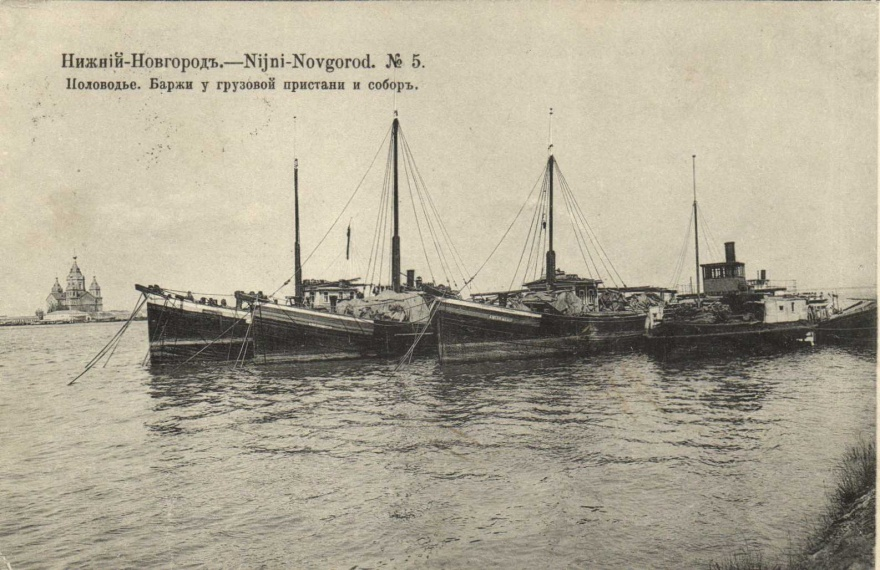 Нижній-Новгородъ.—Nijni-Novgorod. № 5.
Половодье. Баржи у грузовой пристани и соборъ.